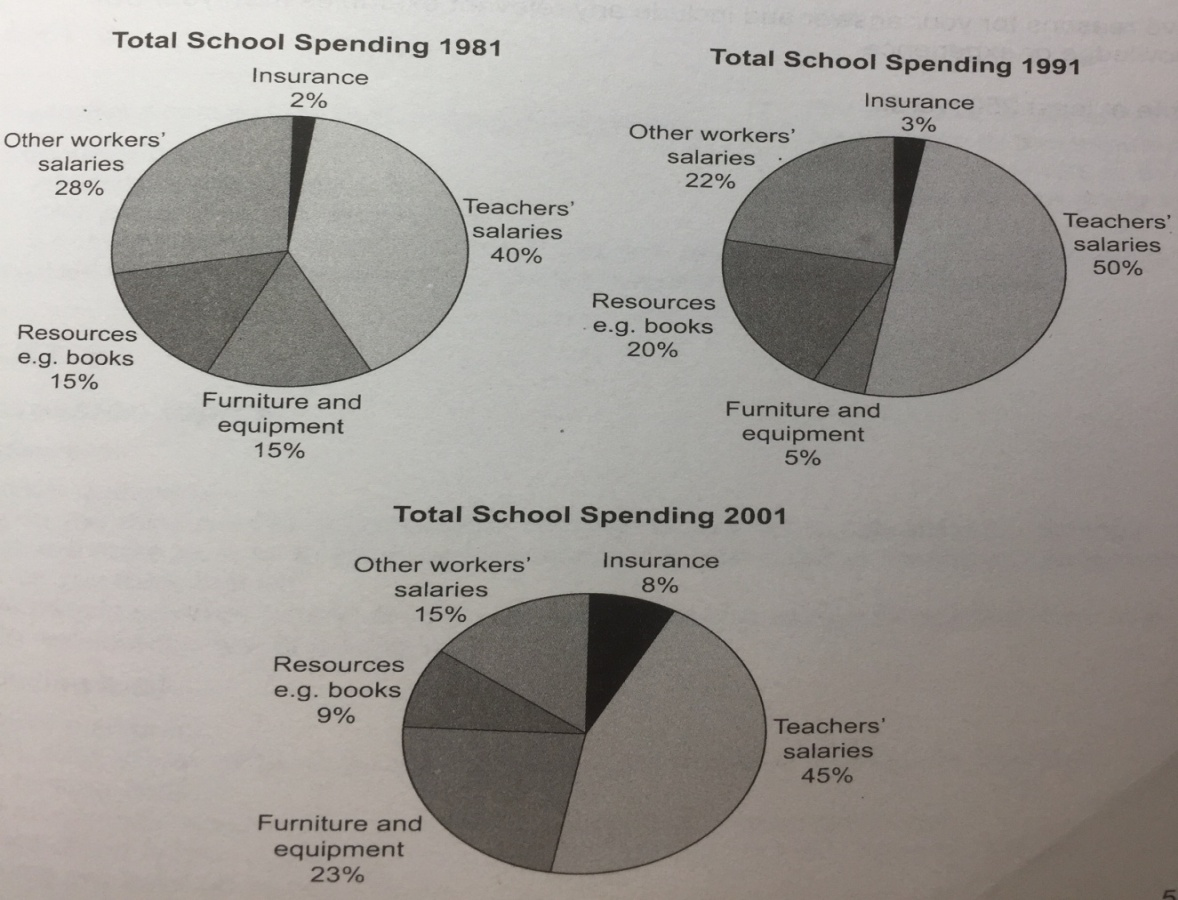 Total School Spending 1981
Insurance
2%
Other workers'
salaries
28%
Teachers'
salaries
40%
Resources
e.g. books
15%
Furniture and
equipment
15%
Total School Spending 1991
Insurance
3%
Other workers'
salaries
22%
Teachers'
salaries
50%
Resources
e.g. books
20%
Furniture and
equipment
5%
Total School Spending 2001
Other workers'
salaries
15%
Insurance
8%
Resources
e.g. books
9%
Teachers'
salaries
45%
Furniture and
equipment
23%
5